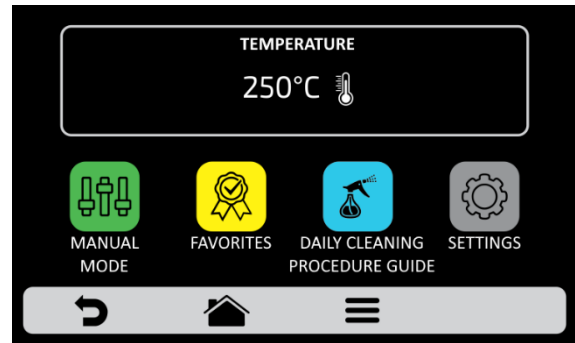 TEMPERATURE
250°C
MANUAL
MODE
FAVORITES
DAILY CLEANING
PROCEDURE GUIDE
SETTINGS